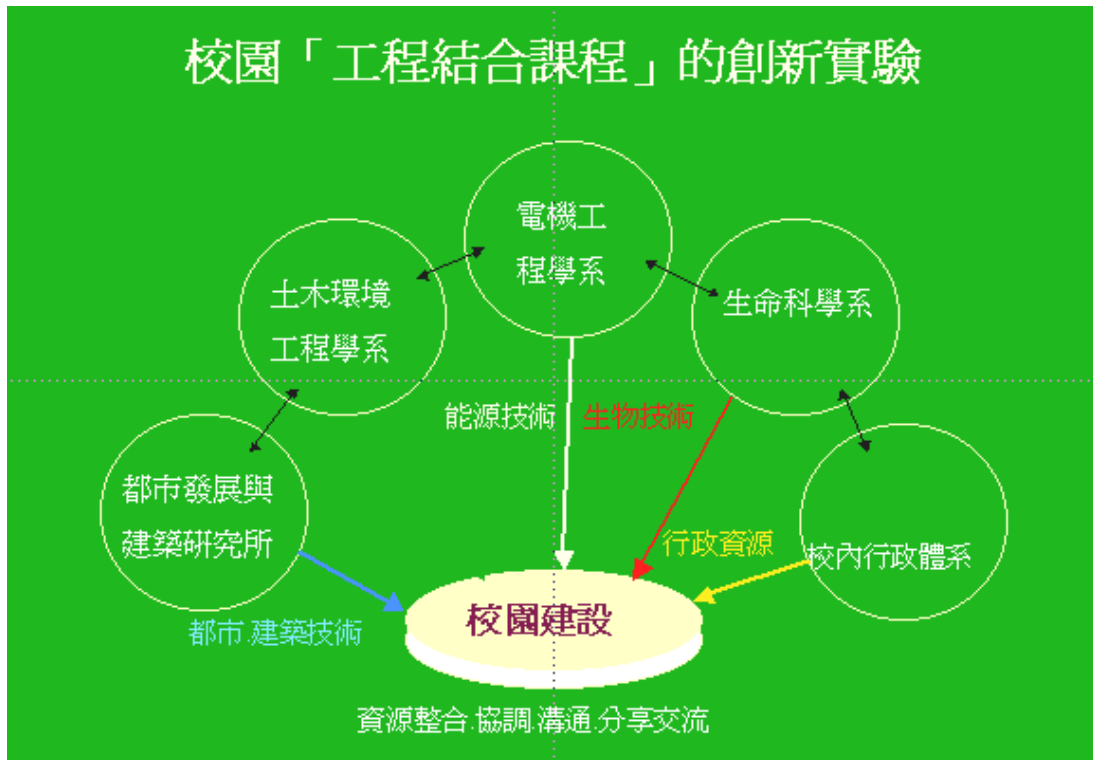 校園「工程結合課程」的創新實驗
電機工
程學系
土木環境
工程學系
生命科學系
能源技術
生物技術
都市發展與
建築研究所
行政資源
校內行政體系
校園建設
都市.建築技術
資源整合.協調.溝通.分享交流